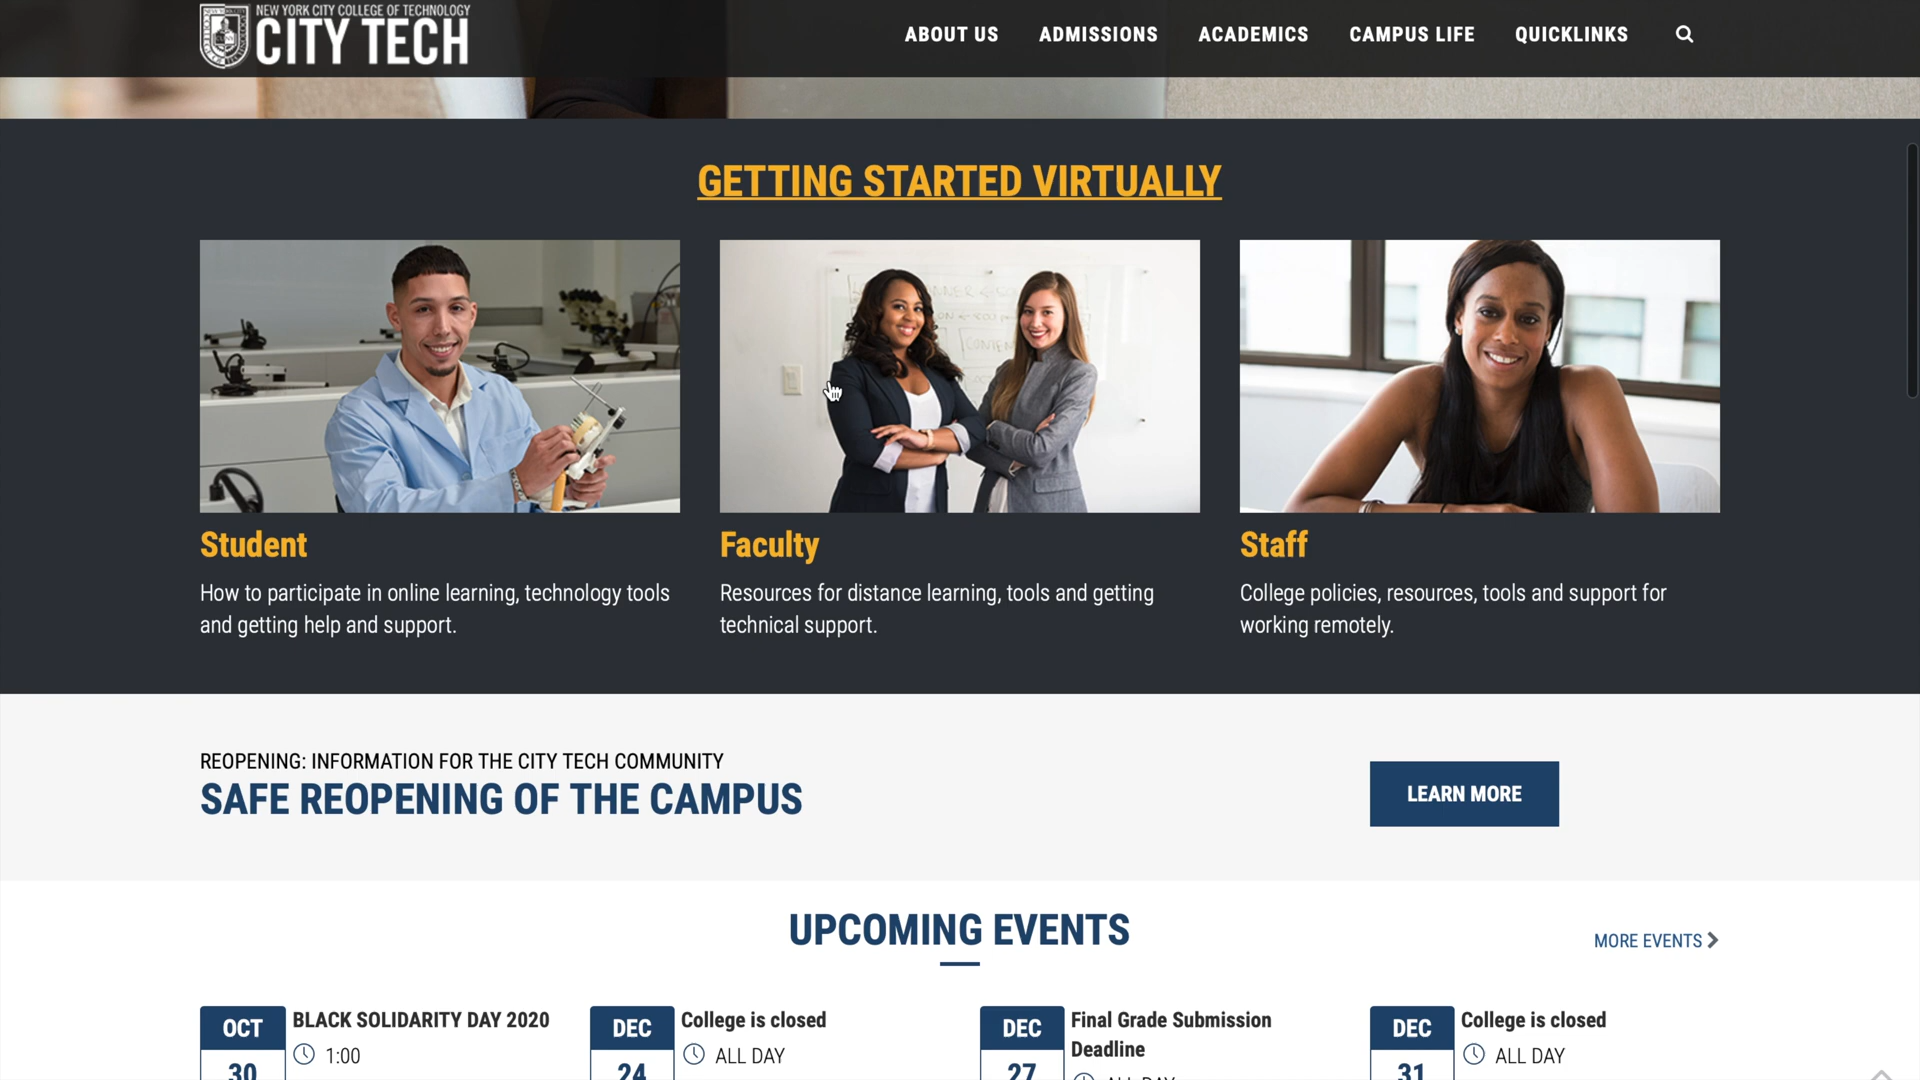 NEW YORK CITY COLLEGE OF TECHNOLOGY
CITY TECH
ABOUT US
ADMISSIONS
ACADEMICS
CAMPUS LIFE
QUICKLINKS
GETTING STARTED VIRTUALLY
Student
How to participate in online learning, technology tools
and getting help and support.
Faculty
Resources for distance learning, tools and getting
technical support.
Staff
College policies, resources, tools and support for
working remotely.
REOPENING: INFORMATION FOR THE CITY TECH COMMUNITY
SAFE REOPENING OF THE CAMPUS
LEARN MORE
UPCOMING EVENTS
MORE EVENTS
OCT
30
BLACK SOLIDARITY DAY 2020
1:00
DEC
24
College is closed
ALL DAY
DEC
27
Final Grade Submission
Deadline
ALL DAY
DEC
31
College is closed
ALL DAY